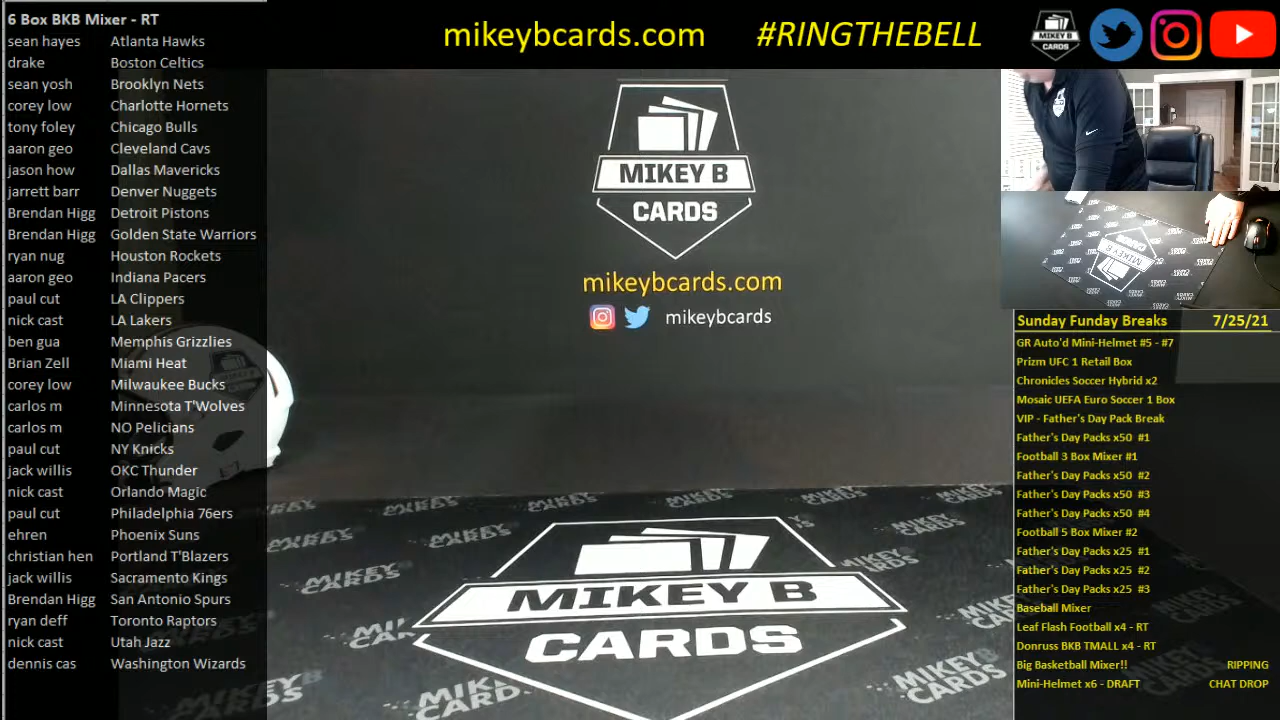 6 Box BKB Mixer - RT
sean hayes Atlanta Hawks
drake Boston Celtics
sean yosh Brooklyn Nets
corey low Charlotte Hornets
tony foley Chicago Bulls
aaron geo Cleveland Cavs
jason how Dallas Mavericks
jarrett barr Denver Nuggets
Brendan Higg Detroit Pistons
Brendan Higg Golden State Warriors
ryan nug Houston Rockets
aaron geo Indiana Pacers
paul cut LA Clippers
nick cast LA Lakers
ben gua Memphis Grizzlies
Brian Zell Miami Heat
corey low Milwaukee Bucks
carlos m Minnesota T'Wolves
carlos m NO Pelicians
paul cut NY Knicks
jack willis OKC Thunder
nick cast Orlando Magic
paul cut Philadelphia 76ers
ehren Phoenix Suns
christian hen Portland T'Blazers
jack willis Sacramento Kings
Brendan Higg San Antonio Spurs
ryan deff Toronto Raptors
nick cast Utah Jazz
dennis cas Washington Wizards
mikeybcards.com #RINGTHEBELL
MIKEY B
CARDS
MIKEY B
CARDS
mikeybcards.com
mikeybcards
MIKEY B
CARDS
Sunday Funday Breaks 7/25/21
GR Auto'd Mini-Helmet #5 - #7
Prizm UFC 1 Retail Box
Chronicles Soccer Hybrid x2
Mosaic UEFA Euro Soccer 1 Box
VIP - Father's Day Pack Break
Father's Day Packs x50 #1
Football 3 Box Mixer #1
Father's Day Packs x50 #2
Father's Day Packs x50 #3
Father's Day Packs x50 #4
Football 5 Box Mixer #2
Father's Day Packs x25 #1
Father's Day Packs x25 #2
Father's Day Packs x25 #3
Baseball Mixer
Leaf Flash Football x4 - RT
Donruss BKB TMALL x4 - RT
Big Basketball Mixer!! RIPPING
Mini-Helmet x6 - DRAFT CHAT DROP